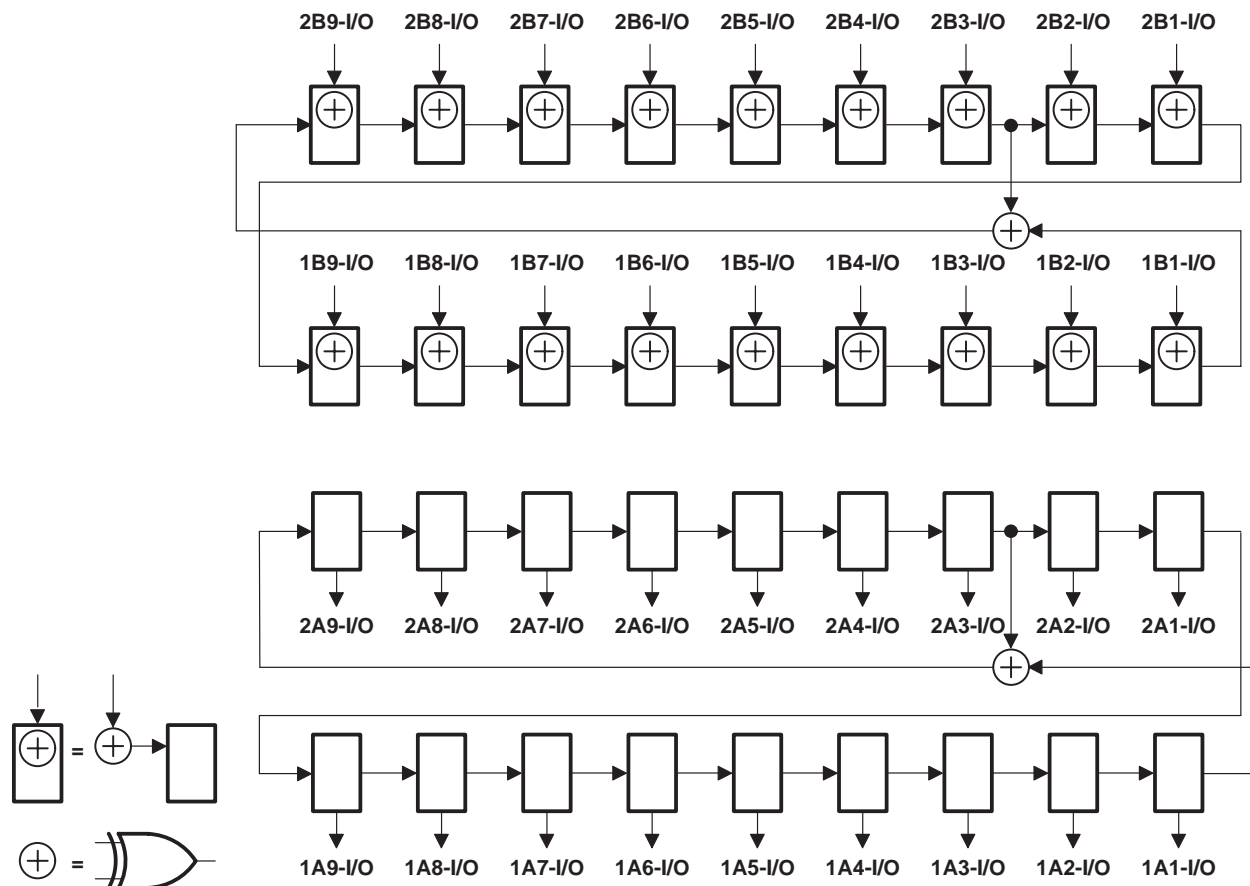 2B9-I/O 2B8-I/O 2B7-I/O 2B6-I/O 2B5-I/O 2B4-I/O 2B3-I/O 2B2-I/O 2B1-I/O
1B9-I/O 1B8-I/O 1B7-I/O 1B6-I/O 1B5-I/O 1B4-I/O 1B3-I/O 1B2-I/O 1B1-I/O
2A9-I/O 2A8-I/O 2A7-I/O 2A6-I/O 2A5-I/O 2A4-I/O 2A3-I/O 2A2-I/O 2A1-I/O
=
=
1A9-I/O 1A8-I/O 1A7-I/O 1A6-I/O 1A5-I/O 1A4-I/O 1A3-I/O 1A2-I/O 1A1-I/O